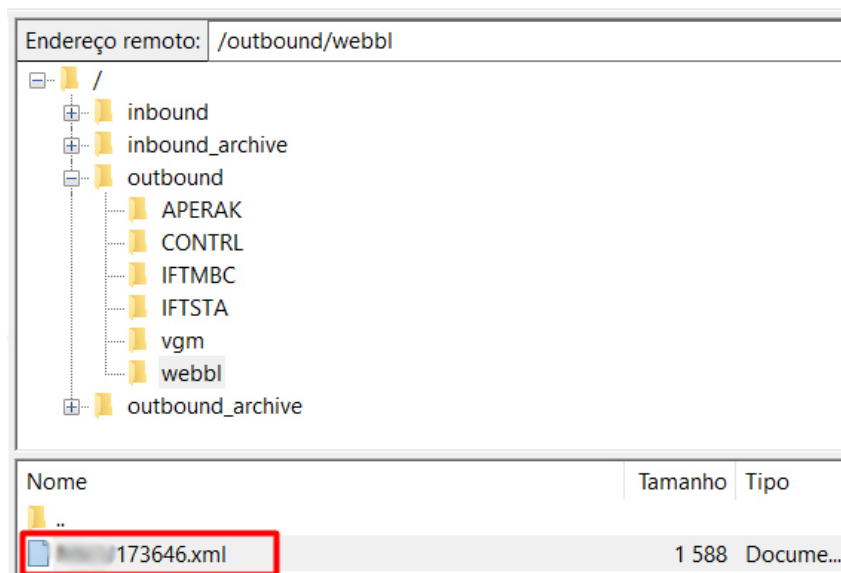 Endereço remoto: /outbound/webbl
/
inbound
inbound_archive
outbound
APERAK
CONTRL
IFTMBC
IFTSTA
vgm
webbl
outbound_archive
Nome Tamanho Tipo
..
173646.xml 1 588 Docume...